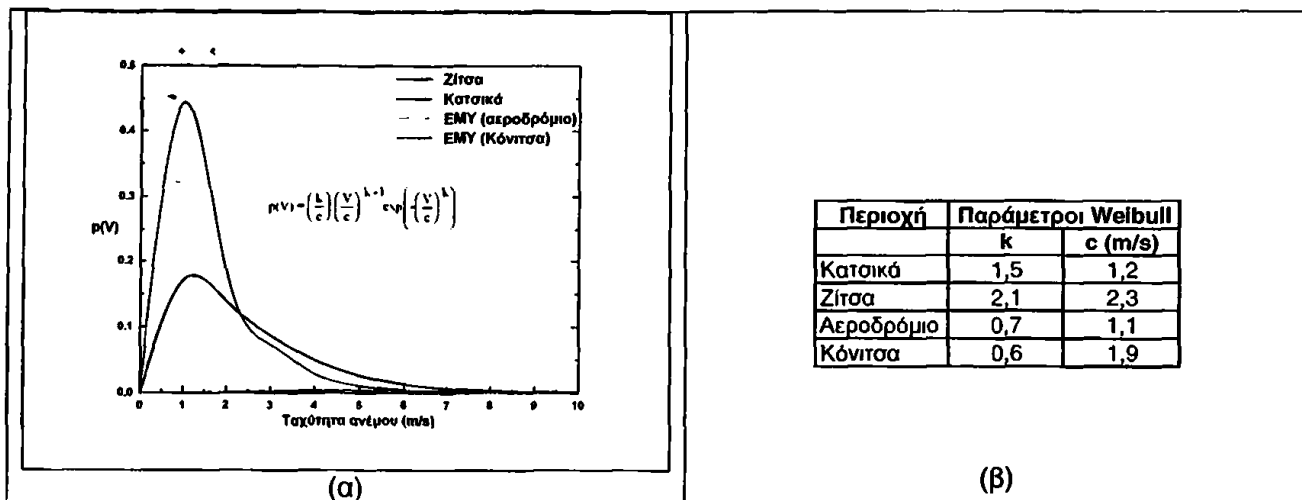 0.5
0.4
0.3
0.2
0.1
0.0
p(V)
Ζίτσα
Κατσικά
ΕΜΥ (αεροδρόμιο)
ΕΜΥ (Κόνιτσα)
p(V) = (k/c)(V/c)^k-1 exp[-(V/c)^k]
0 1 2 3 4 5 6 7 8 9 10
Ταχύτητα ανέμου (m/s)
(α)
Περιοχή Παράμετροι Weibull
k c (m/s)
Κατσικά 1,5 1,2
Ζίτσα 2,1 2,3
Αεροδρόμιο 0,7 1,1
Κόνιτσα 0,6 1,9
(β)